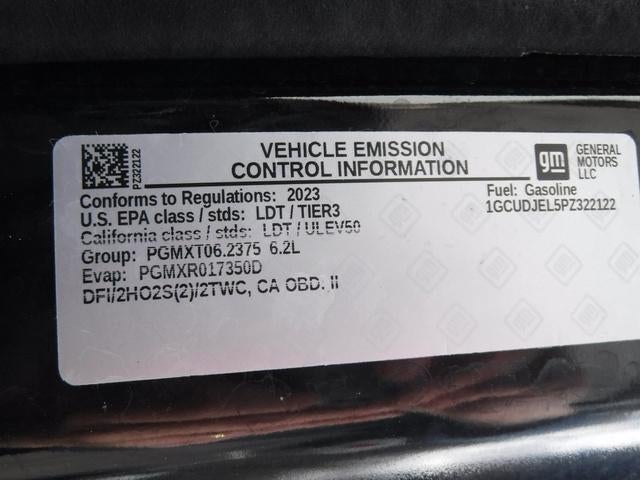 PZ322122
VEHICLE EMISSION
CONTROL INFORMATION
gm
GENERAL
MOTORS
LLC
Conforms to Regulations: 2023
Fuel: Gasoline
U.S. EPA class / stds: LDT / TIER3
1GCUDJEL5PZ322122
California class / stds: LDT / ULEV50
Group: PGMXT06.2375 6.2L
Evap: PGMXR017350D
DFI/2HO2S(2)/2TWC, CA OBD. II